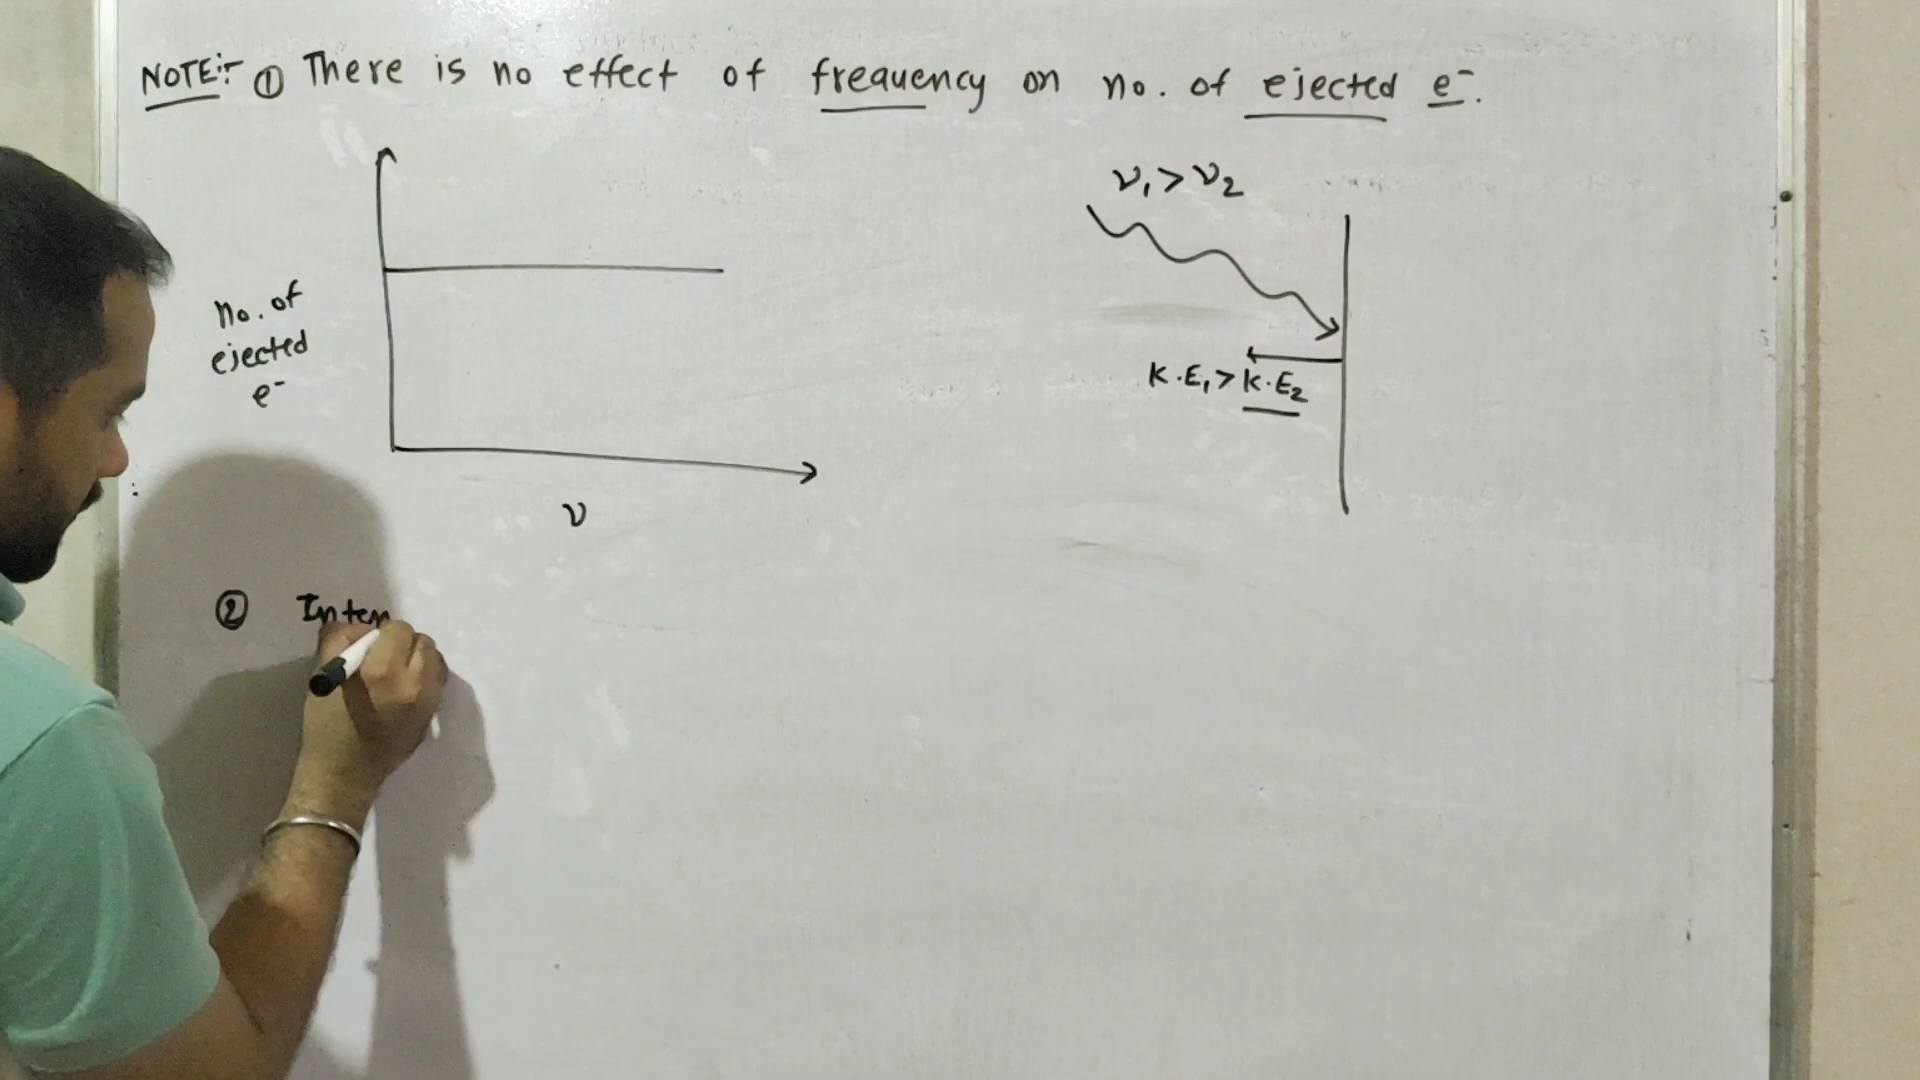 NOTE:- ① There is no effect of frequency on no. of ejected e⁻.
ν₁ > ν₂
no. of
ejected
e⁻
K.E₁ > K.E₂
ν
② Inten